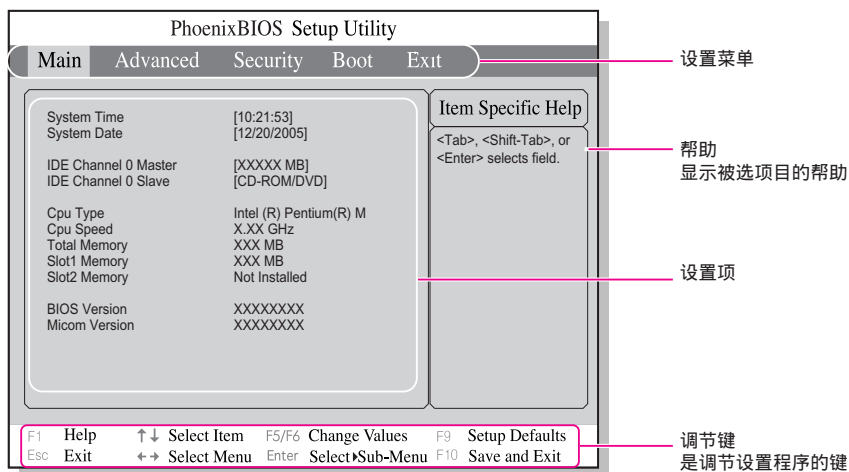 PhoenixBIOS Setup Utility
Main Advanced Security Boot Exit
设置菜单
System Time [10:21:53]
System Date [12/20/2005]
IDE Channel 0 Master [XXXXX MB]
IDE Channel 0 Slave [CD-ROM/DVD]
Cpu Type Intel (R) Pentium(R) M
Cpu Speed X.XX GHz
Total Memory XXX MB
Slot1 Memory XXX MB
Slot2 Memory Not Installed
BIOS Version XXXXXXXX
Micom Version XXXXXXXX
Item Specific Help
<Tab>, <Shift-Tab>, or
<Enter> selects field.
帮助
显示被选项目的帮助
设置项
F1 Help ↑↓ Select Item F5/F6 Change Values F9 Setup Defaults
Esc Exit ←→ Select Menu Enter Select▶Sub-Menu F10 Save and Exit
调节键
是调节设置程序的键